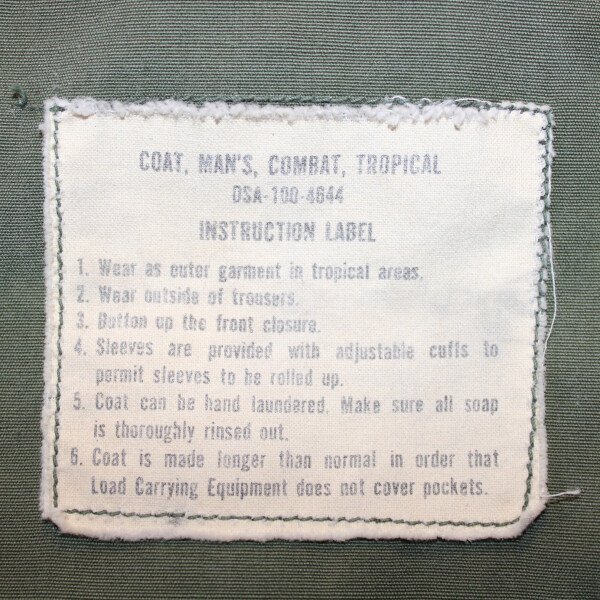 COAT, MAN'S, COMBAT, TROPICAL
DSA-100-4644
INSTRUCTION LABEL
1. Wear as outer garment in tropical areas.
2. Wear outside of trousers.
3. Button up the front closure.
4. Sleeves are provided with adjustable cuffs to
permit sleeves to be rolled up.
5. Coat can be hand laundered. Make sure all soap
is thoroughly rinsed out.
6. Coat is made longer than normal in order that
Load Carrying Equipment does not cover pockets.